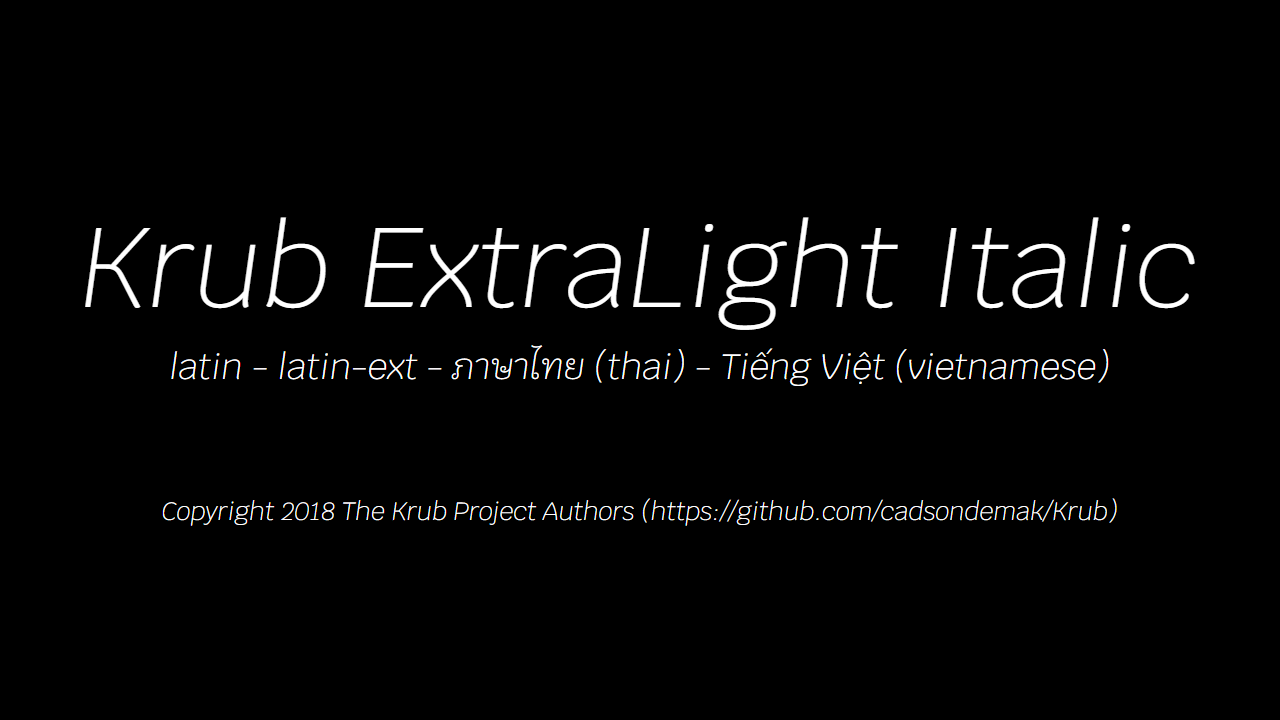 Krub ExtraLight Italic
latin - latin-ext - ภาษาไทย (thai) - Tiếng Việt (vietnamese)
Copyright 2018 The Krub Project Authors (https://github.com/cadsondemak/Krub)